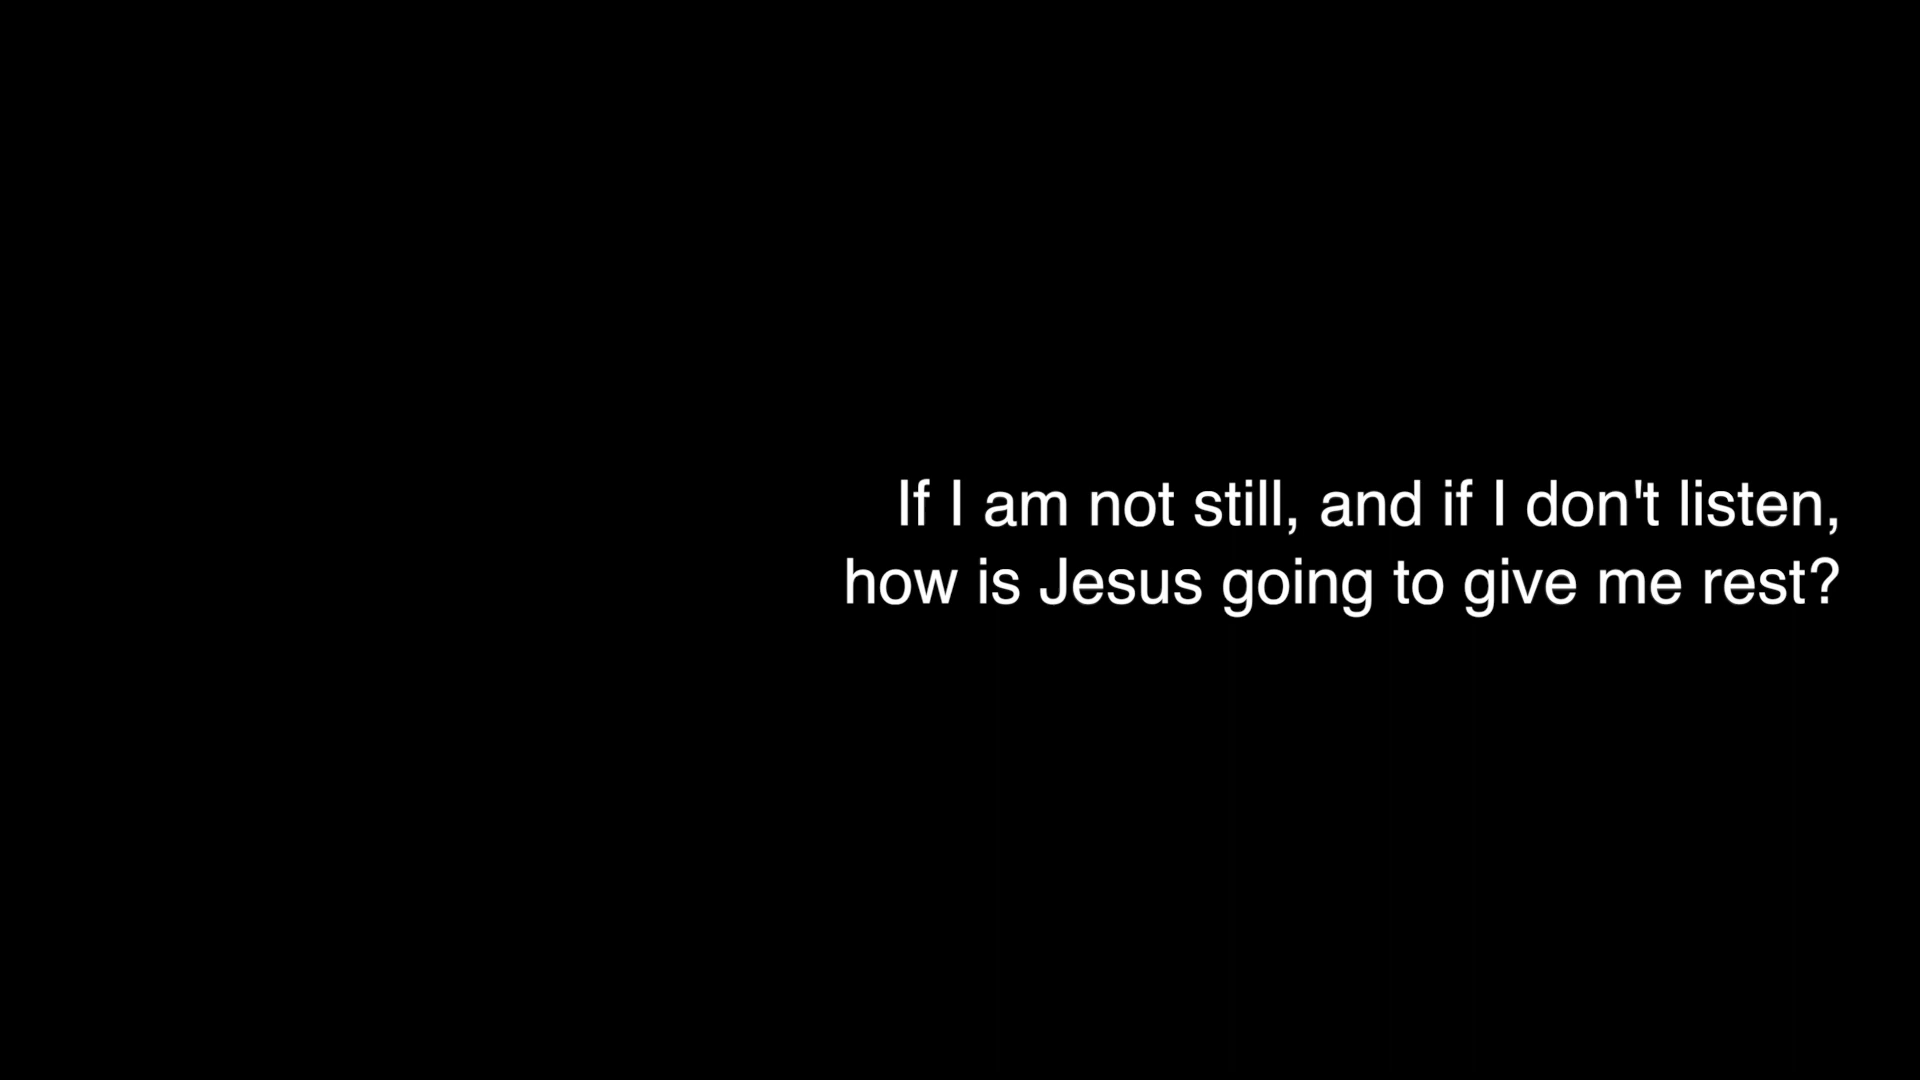 If I am not still, and if I don't listen,
how is Jesus going to give me rest?